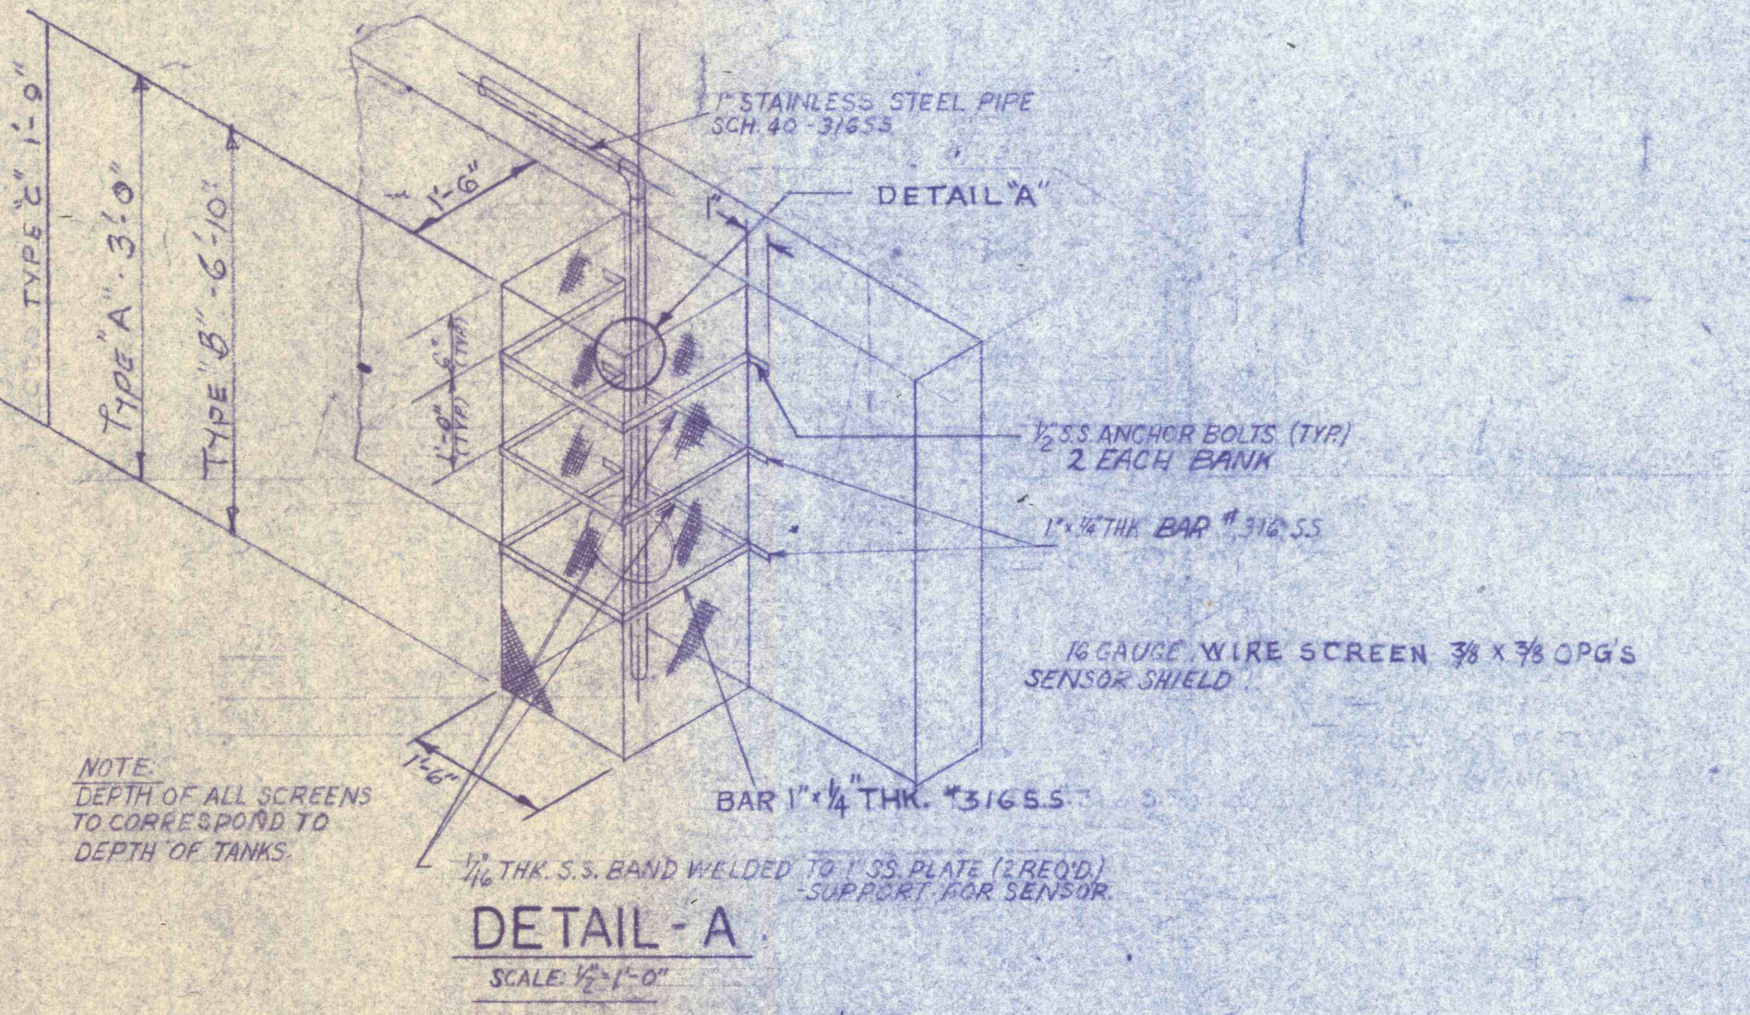 TYPE "C" 1'-9"
TYPE "A" - 3'-0"
TYPE "B" - 6'-10"
1'-6"
1" STAINLESS STEEL PIPE
SCH. 40 - 316SS
DETAIL "A"
1"
6"
(TYP.)
1'-0"
(TYP.)
1/2 S.S. ANCHOR BOLTS (TYP.)
2 EACH BANK
1" x 1/4" THK BAR #316 S.S.
16 GAUGE WIRE SCREEN 3/8 X 3/8 OPG'S
SENSOR SHIELD
1'-6"
BAR 1" x 1/4" THK. #316 S.S.
NOTE:
DEPTH OF ALL SCREENS
TO CORRESPOND TO
DEPTH OF TANKS.
1/16" THK. S.S. BAND WELDED TO 1" SS. PLATE (2 REQ'D.)
-SUPPORT FOR SENSOR.
DETAIL - A
SCALE: 1/2" = 1'-0"